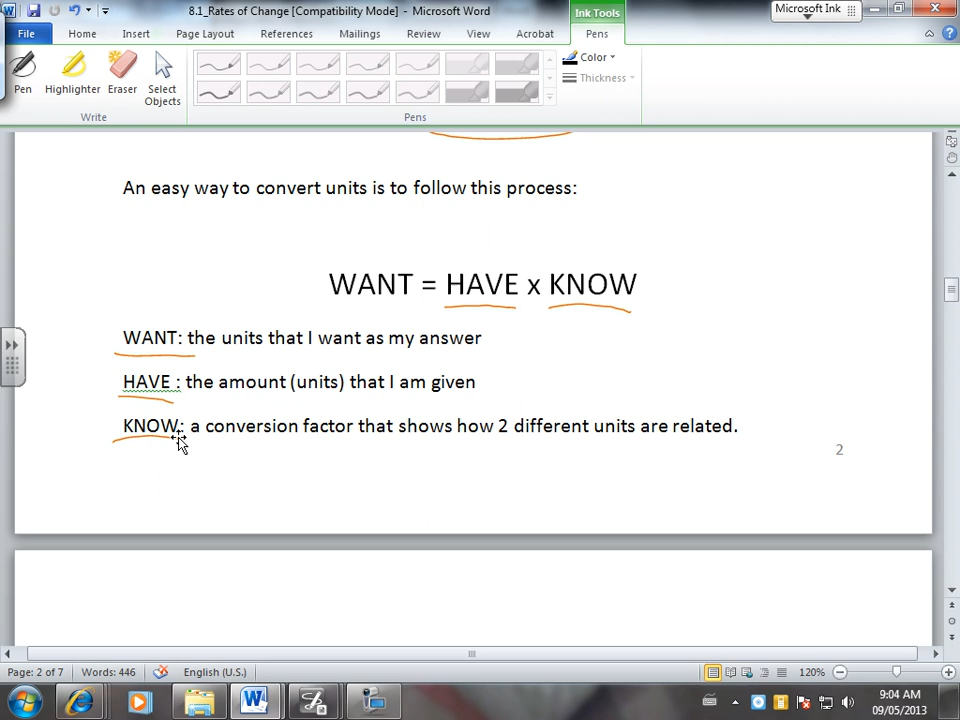 8.1_Rates of Change [Compatibility Mode] - Microsoft Word
Ink Tools
Microsoft Ink
File Home Insert Page Layout References Mailings Review View Acrobat Pens
Pen Highlighter Eraser Select Objects
Color
Thickness
Write Pens
An easy way to convert units is to follow this process:
WANT = HAVE x KNOW
WANT: the units that I want as my answer
HAVE : the amount (units) that I am given
KNOW: a conversion factor that shows how 2 different units are related.
2
Page: 2 of 7 Words: 446 English (U.S.) 120%
9:04 AM
09/05/2013